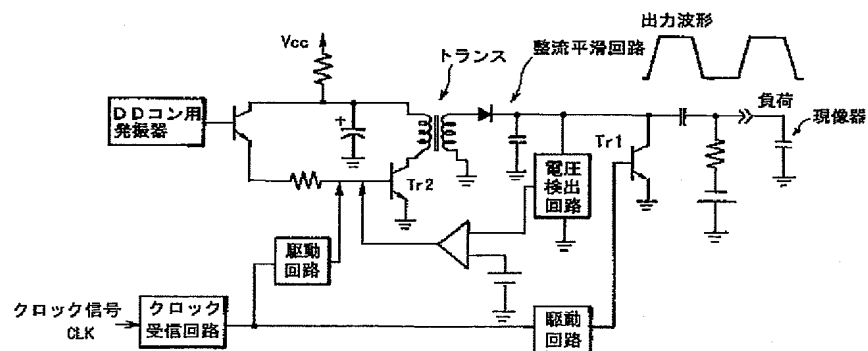 出力波形
Vcc
トランス
整流平滑回路
負荷
現像器
DDコン用
発振器
+
Tr1
Tr2
電圧
検出
回路
駆動
回路
クロック信号
CLK
クロック
受信回路
駆動
回路